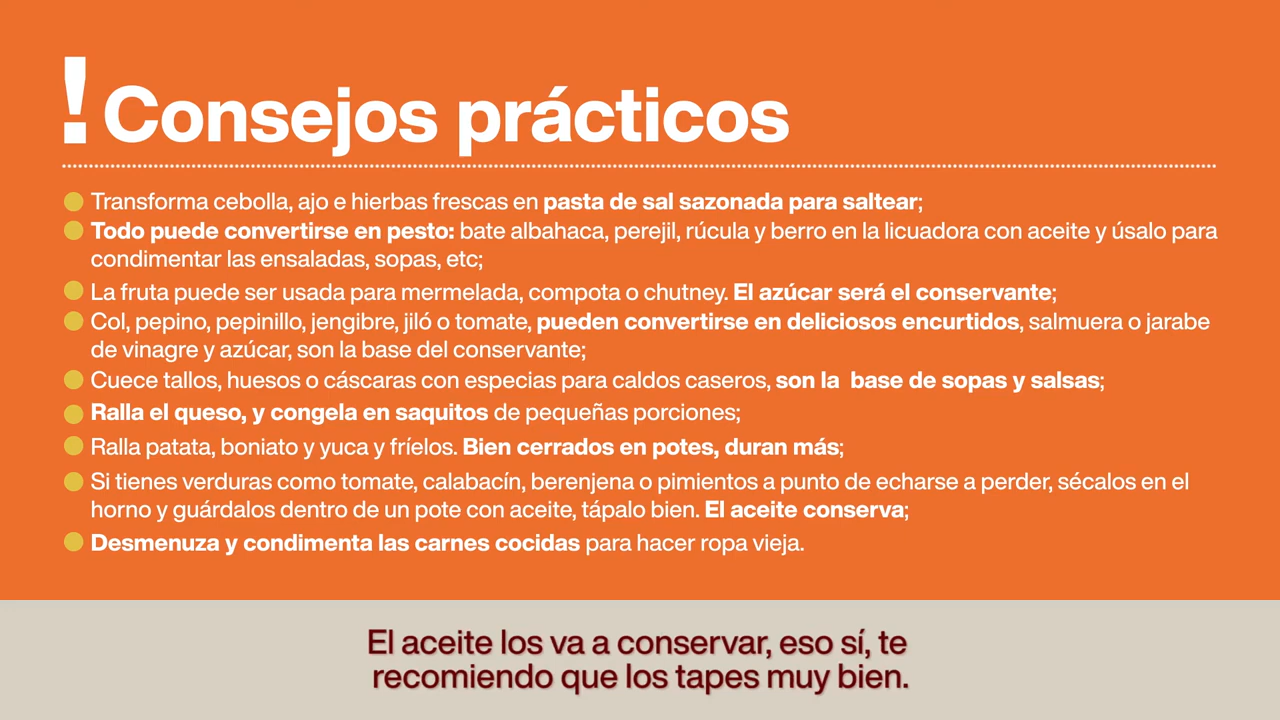 ! Consejos prácticos
Transforma cebolla, ajo e hierbas frescas en pasta de sal sazonada para saltear;
Todo puede convertirse en pesto: bate albahaca, perejil, rúcula y berro en la licuadora con aceite y úsalo para
condimentar las ensaladas, sopas, etc;
La fruta puede ser usada para mermelada, compota o chutney. El azúcar será el conservante;
Col, pepino, pepinillo, jengibre, jiló o tomate, pueden convertirse en deliciosos encurtidos, salmuera o jarabe
de vinagre y azúcar, son la base del conservante;
Cuece tallos, huesos o cáscaras con especias para caldos caseros, son la  base de sopas y salsas;
Ralla el queso, y congela en saquitos de pequeñas porciones;
Ralla patata, boniato y yuca y fríelos. Bien cerrados en potes, duran más;
Si tienes verduras como tomate, calabacín, berenjena o pimientos a punto de echarse a perder, sécalos en el
horno y guárdalos dentro de un pote con aceite, tápalo bien. El aceite conserva;
Desmenuza y condimenta las carnes cocidas para hacer ropa vieja.
El aceite los va a conservar, eso sí, te
recomiendo que los tapes muy bien.